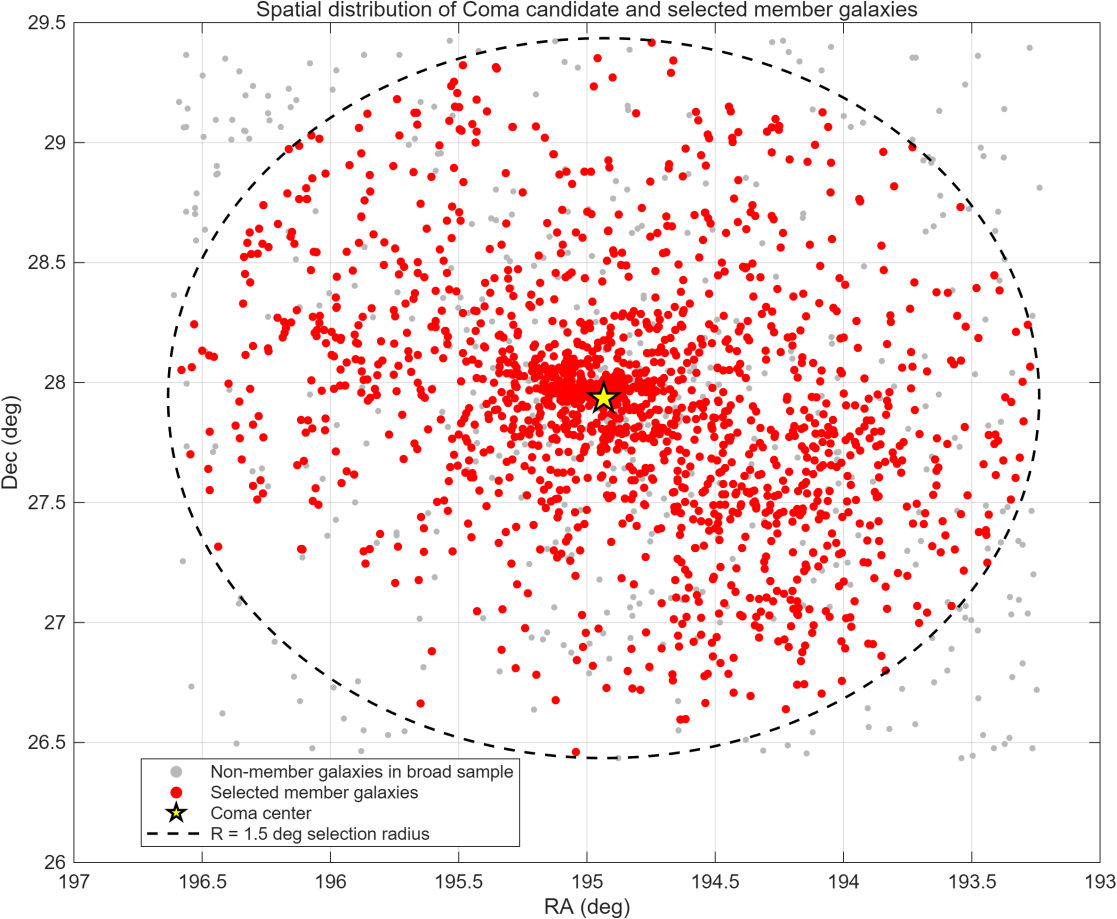 Spatial distribution of Coma candidate and selected member galaxies
29.5
29
28.5
28
27.5
27
26.5
26
Dec (deg)
Non-member galaxies in broad sample
Selected member galaxies
Coma center
R = 1.5 deg selection radius
197 196.5 196 195.5 195 194.5 194 193.5 193
RA (deg)